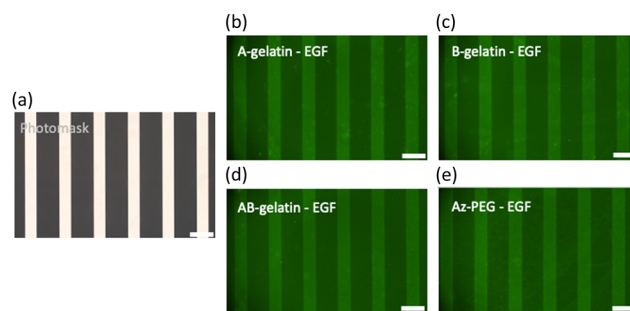 (a)
Photomask
(b)
A-gelatin - EGF
(c)
B-gelatin - EGF
(d)
AB-gelatin - EGF
(e)
Az-PEG - EGF